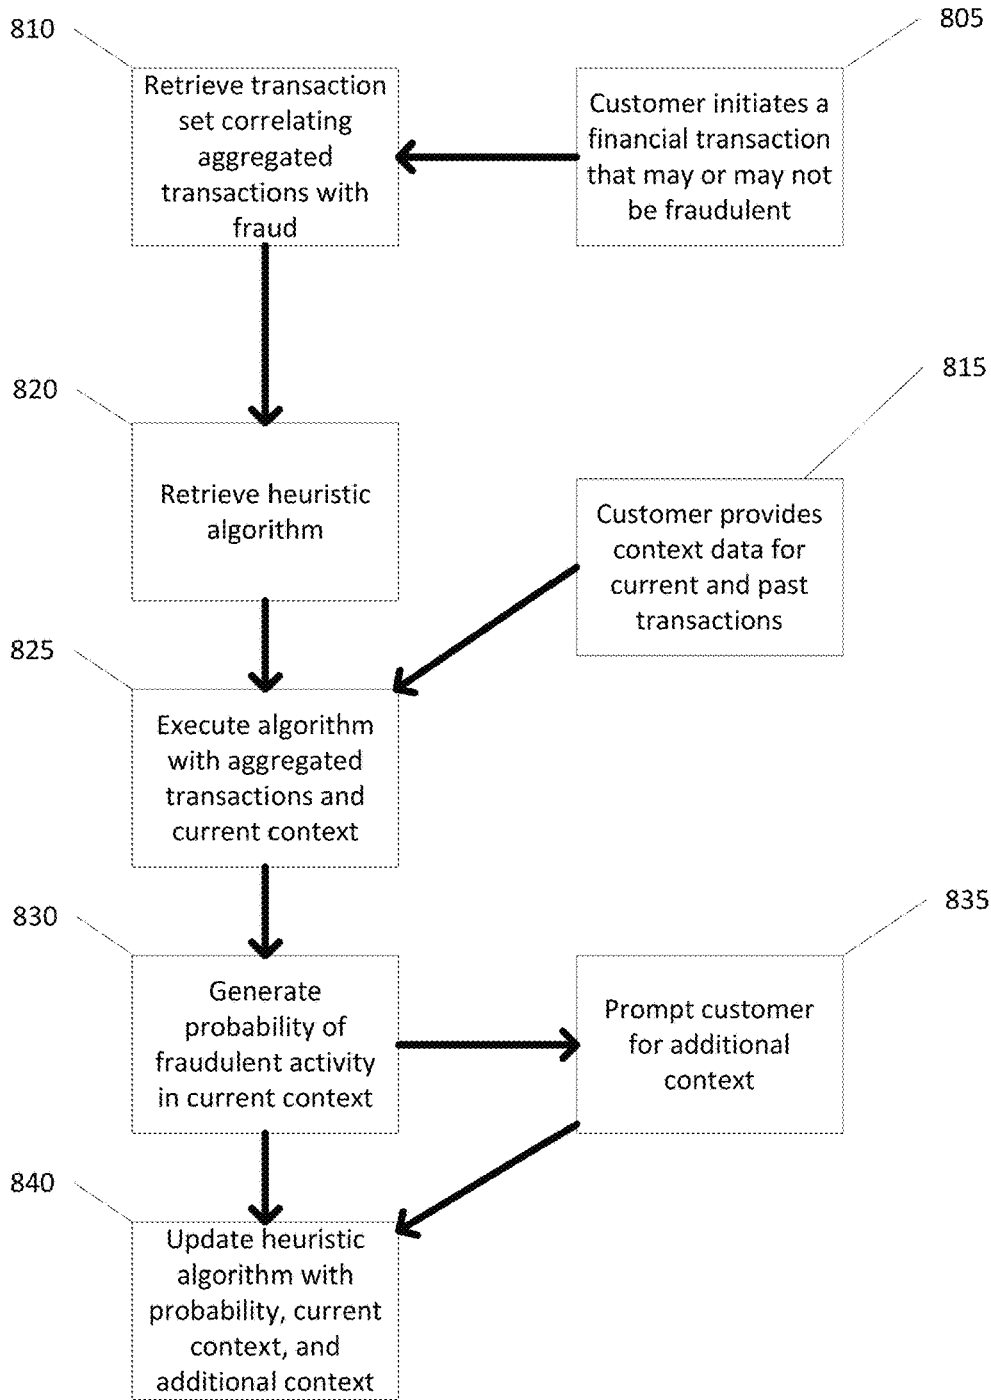 810
805
Retrieve transaction
set correlating
aggregated
transactions with
fraud
Customer initiates a
financial transaction
that may or may not
be fraudulent
820
815
Retrieve heuristic
algorithm
Customer provides
context data for
current and past
transactions
825
Execute algorithm
with aggregated
transactions and
current context
830
835
Generate
probability of
fraudulent activity
in current context
Prompt customer
for additional
context
840
Update heuristic
algorithm with
probability, current
context, and
additional context